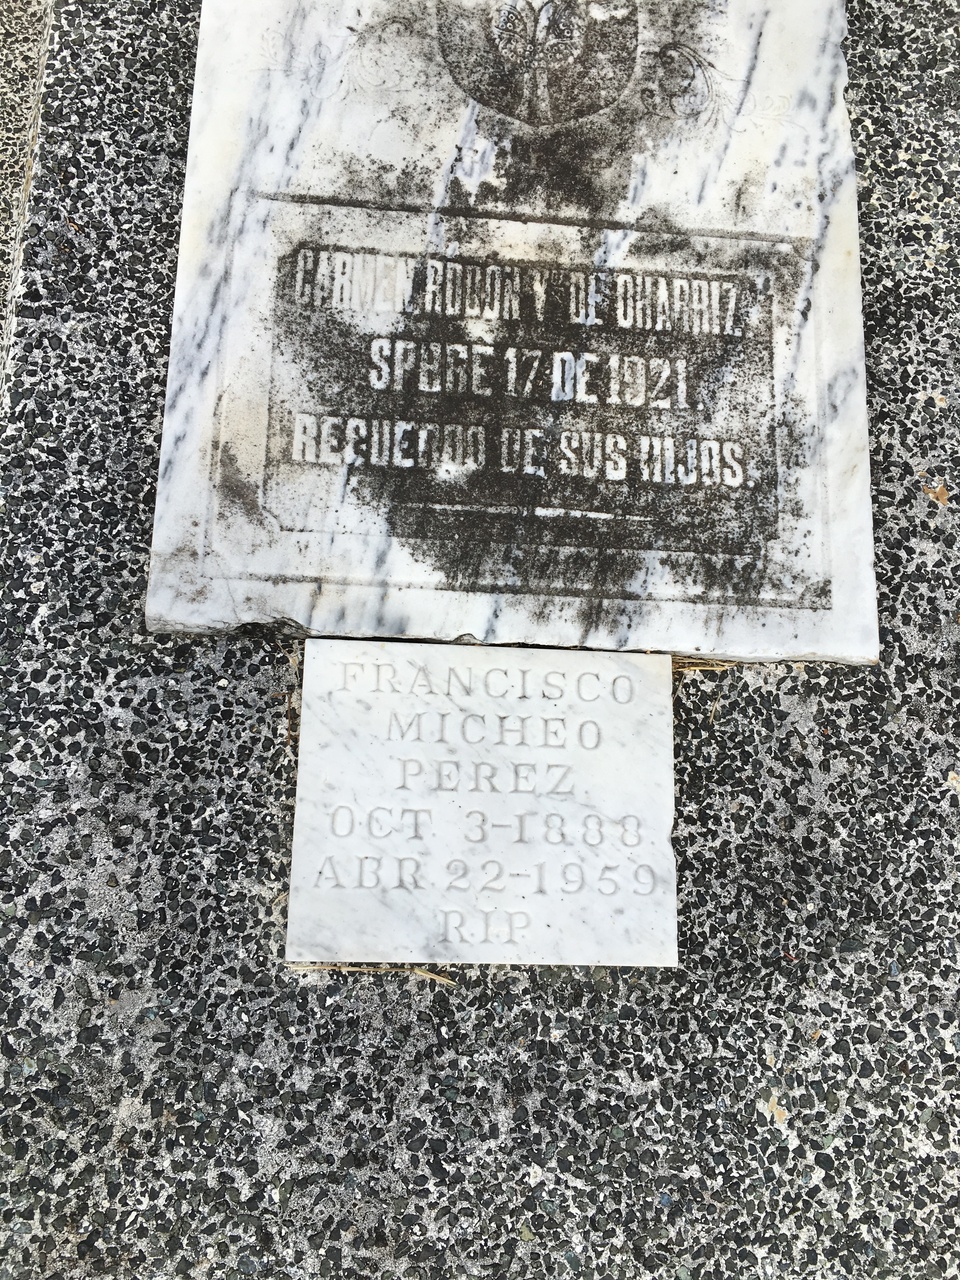 CARMEN RODON Y DE CHARRIZ.
SPBRE 17 DE 1921.
RECUERDO DE SUS HIJOS.
FRANCISCO
MICHEO
PEREZ
OCT. 3-1888
ABR. 22-1959
RIP